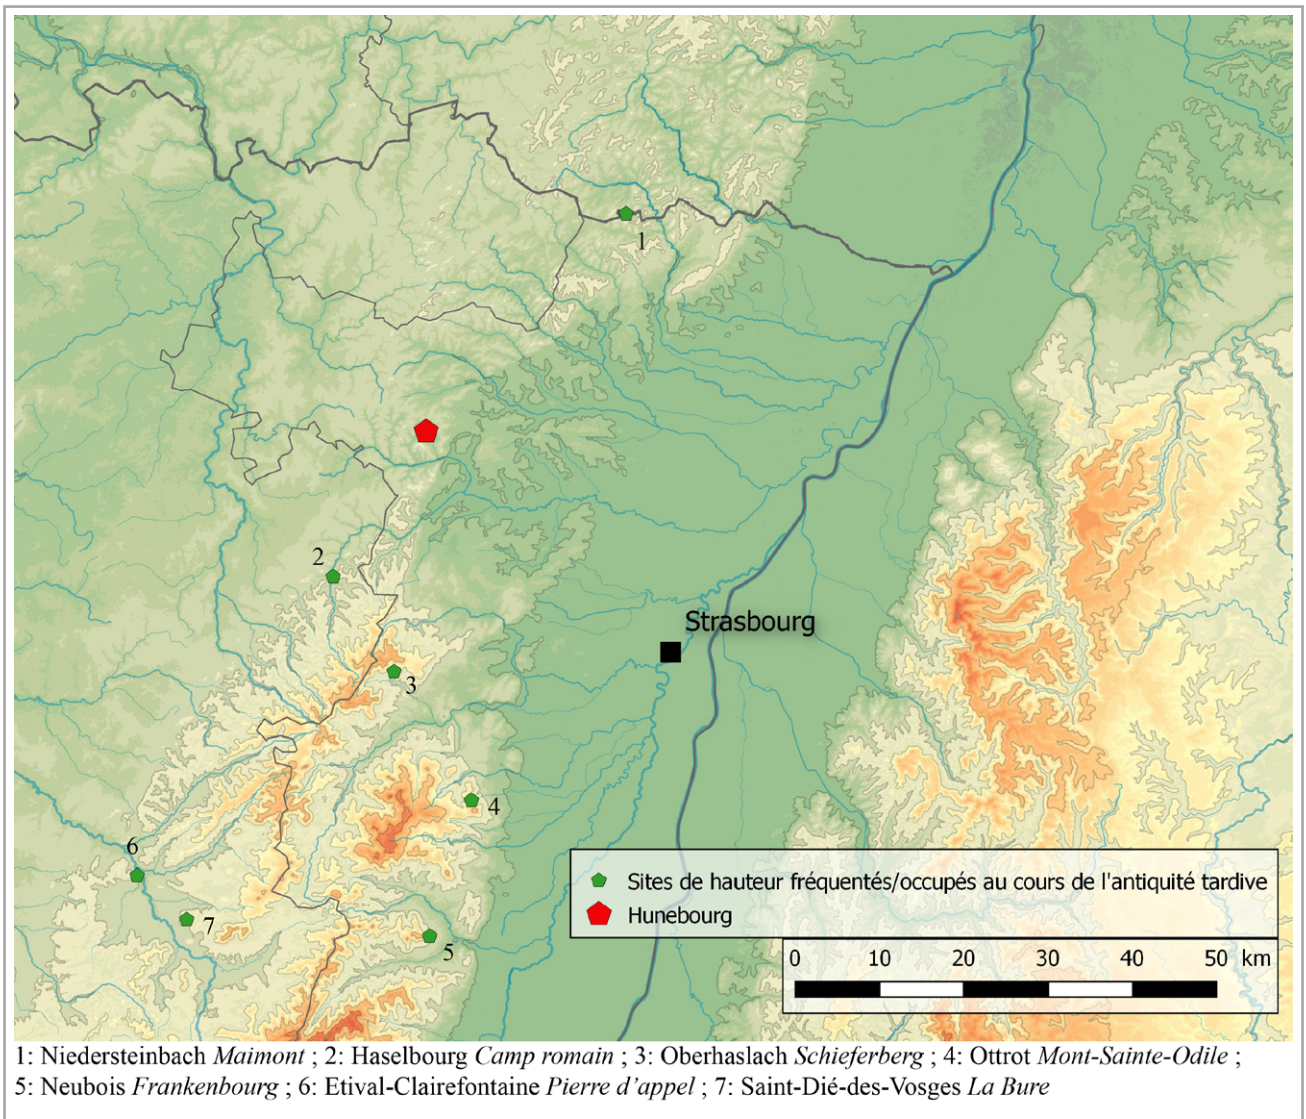 1
2
Strasbourg
3
4
6
7
5
Sites de hauteur fréquentés/occupés au cours de l'antiquité tardive
Hunebourg
0 10 20 30 40 50 km
1: Niedersteinbach Maimont ; 2: Haselbourg Camp romain ; 3: Oberhaslach Schieferberg ; 4: Ottrot Mont-Sainte-Odile ;
5: Neubois Frankenbourg ; 6: Etival-Clairefontaine Pierre d'appel ; 7: Saint-Dié-des-Vosges La Bure